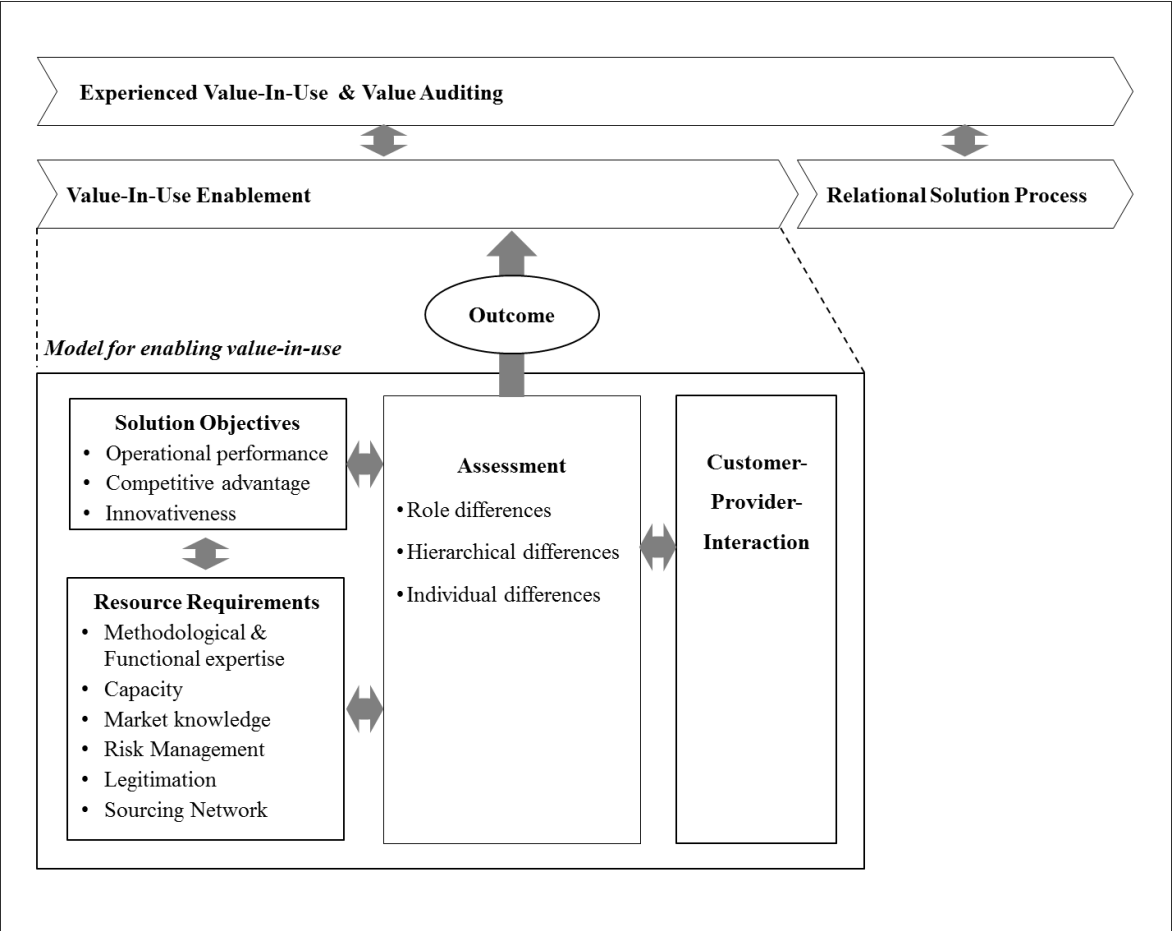 Experienced Value-In-Use & Value Auditing
Value-In-Use Enablement
Relational Solution Process
Outcome
Model for enabling value-in-use
Solution Objectives
• Operational performance
• Competitive advantage
• Innovativeness
Resource Requirements
• Methodological &
Functional expertise
• Capacity
• Market knowledge
• Risk Management
• Legitimation
• Sourcing Network
Assessment
• Role differences
• Hierarchical differences
• Individual differences
Customer-
Provider-
Interaction